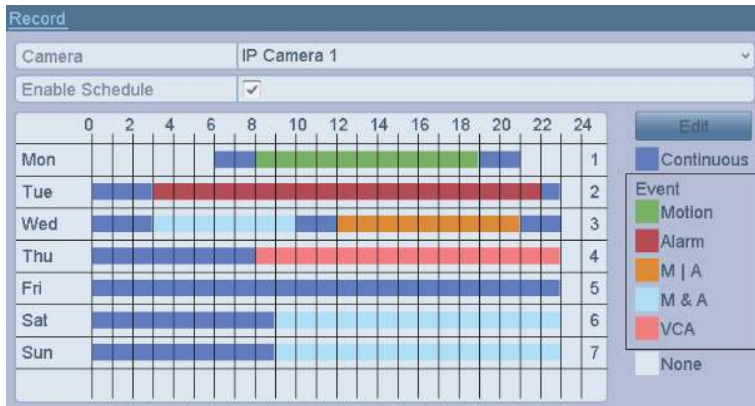 Record
Camera IP Camera 1
Enable Schedule
0 2 4 6 8 10 12 14 16 18 20 22 24
Edit
Mon 1
Continuous
Tue 2
Event
Motion
Wed 3
Alarm
Thu 4
M | A
Fri 5
M & A
Sat 6
VCA
Sun 7
None